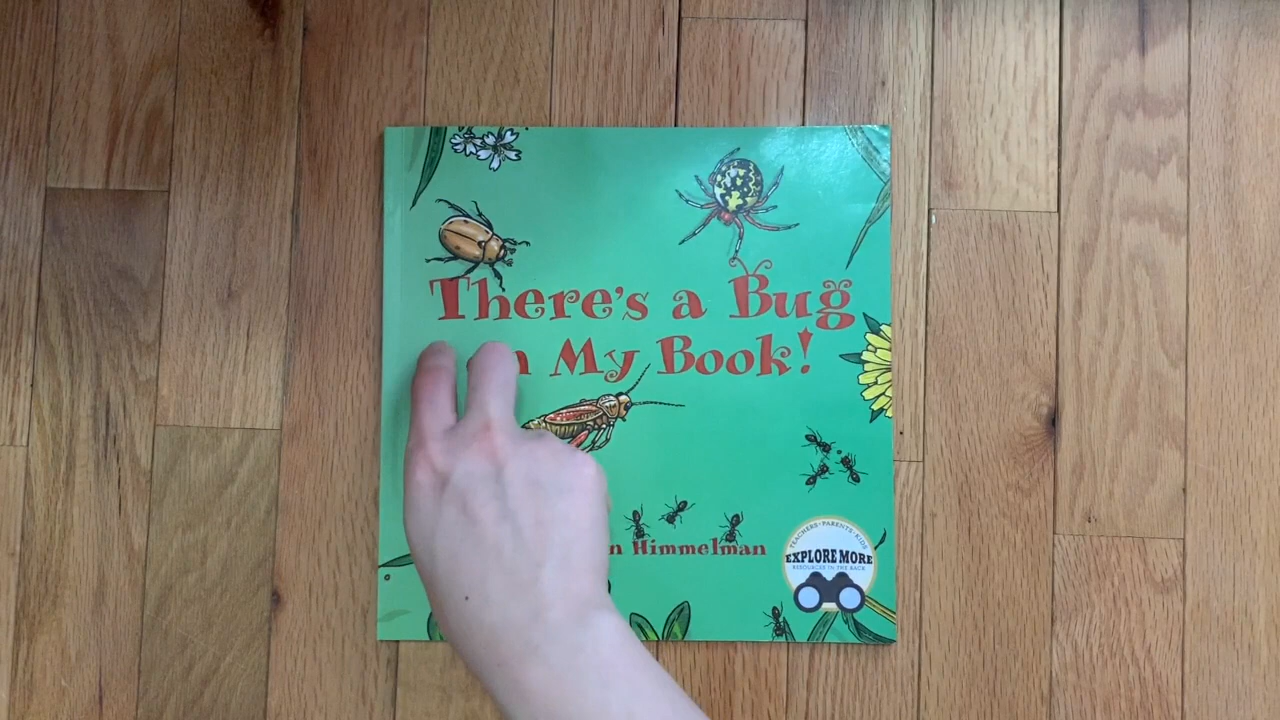 There's a Bug
My Book!
Himmelman
TEACHERS • PARENTS • KIDS
EXPLORE MORE
RESOURCES IN THE BACK